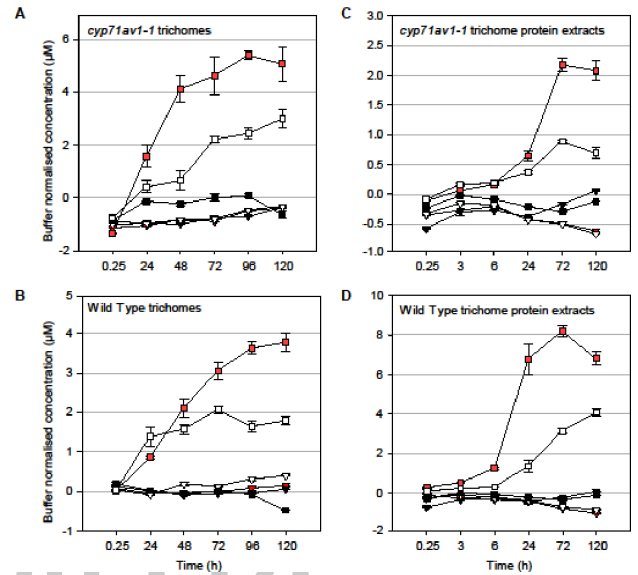 A
cyp71av1-1 trichomes
Buffer normalised concentration (µM)
6
4
2
0
-2
0.25 24 48 72 96 120
C
cyp71av1-1 trichome protein extracts
3.0
2.5
2.0
1.5
1.0
0.5
0.0
-0.5
-1.0
0.25 3 6 24 72 120
B
Wild Type trichomes
Buffer normalised concentration (µM)
5
4
3
2
1
0
-1
0.25 24 48 72 96 120
Time (h)
D
Wild Type trichome protein extracts
10
8
6
4
2
0
-2
0.25 3 6 24 72 120
Time (h)